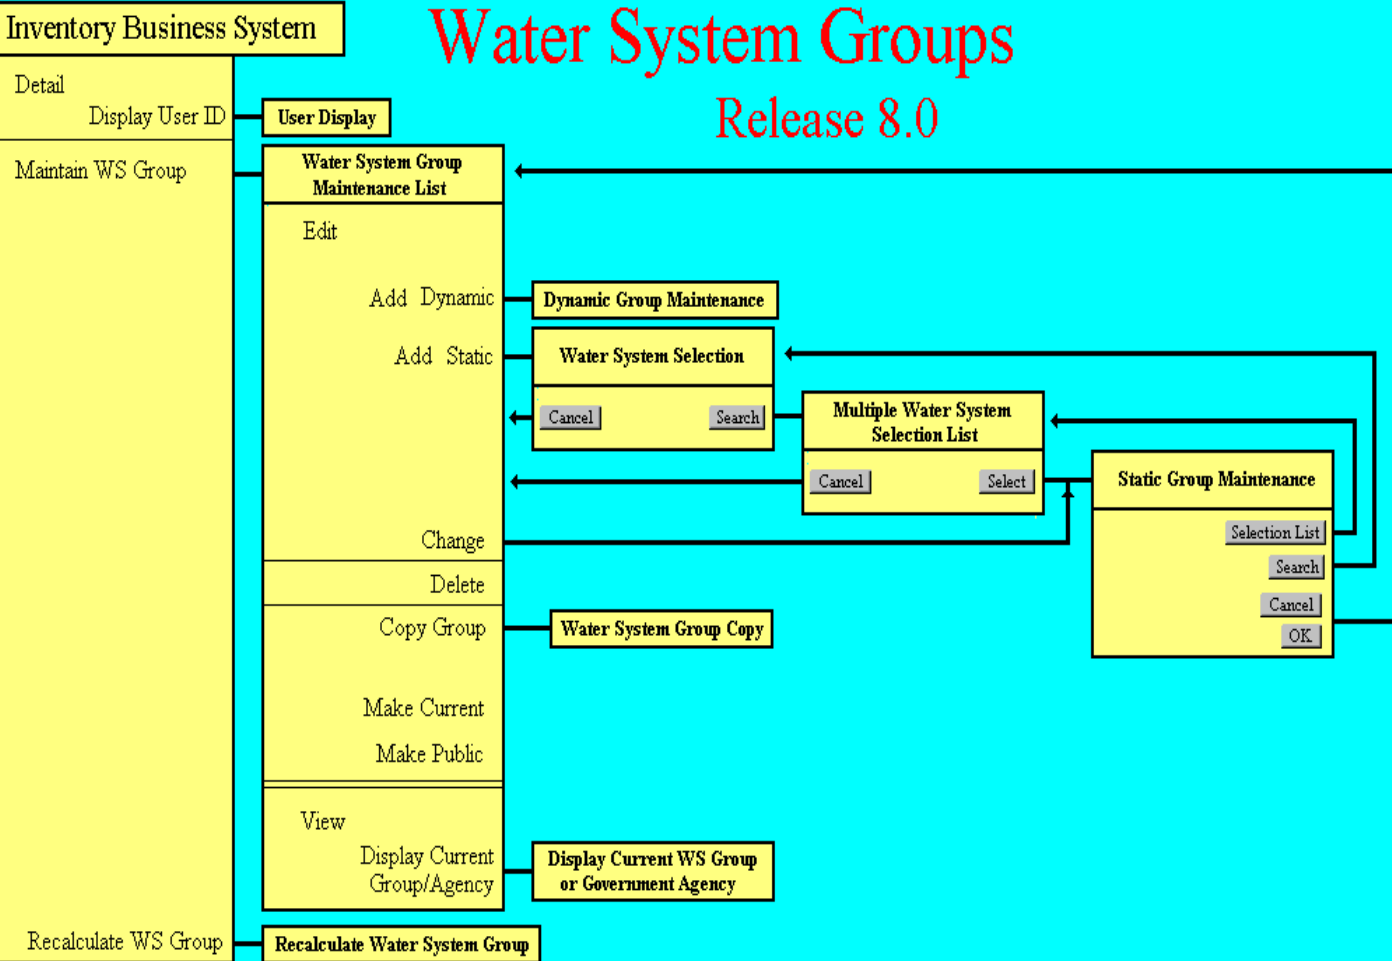 Inventory Business System
Water System Groups
Release 8.0
Detail
Display User ID
User Display
Maintain WS Group
Water System Group
Maintenance List
Edit
Add Dynamic
Dynamic Group Maintenance
Add Static
Water System Selection
Cancel
Search
Multiple Water System
Selection List
Cancel
Select
Static Group Maintenance
Selection List
Search
Cancel
OK
Change
Delete
Copy Group
Water System Group Copy
Make Current
Make Public
View
Display Current
Group/Agency
Display Current WS Group
or Government Agency
Recalculate WS Group
Recalculate Water System Group